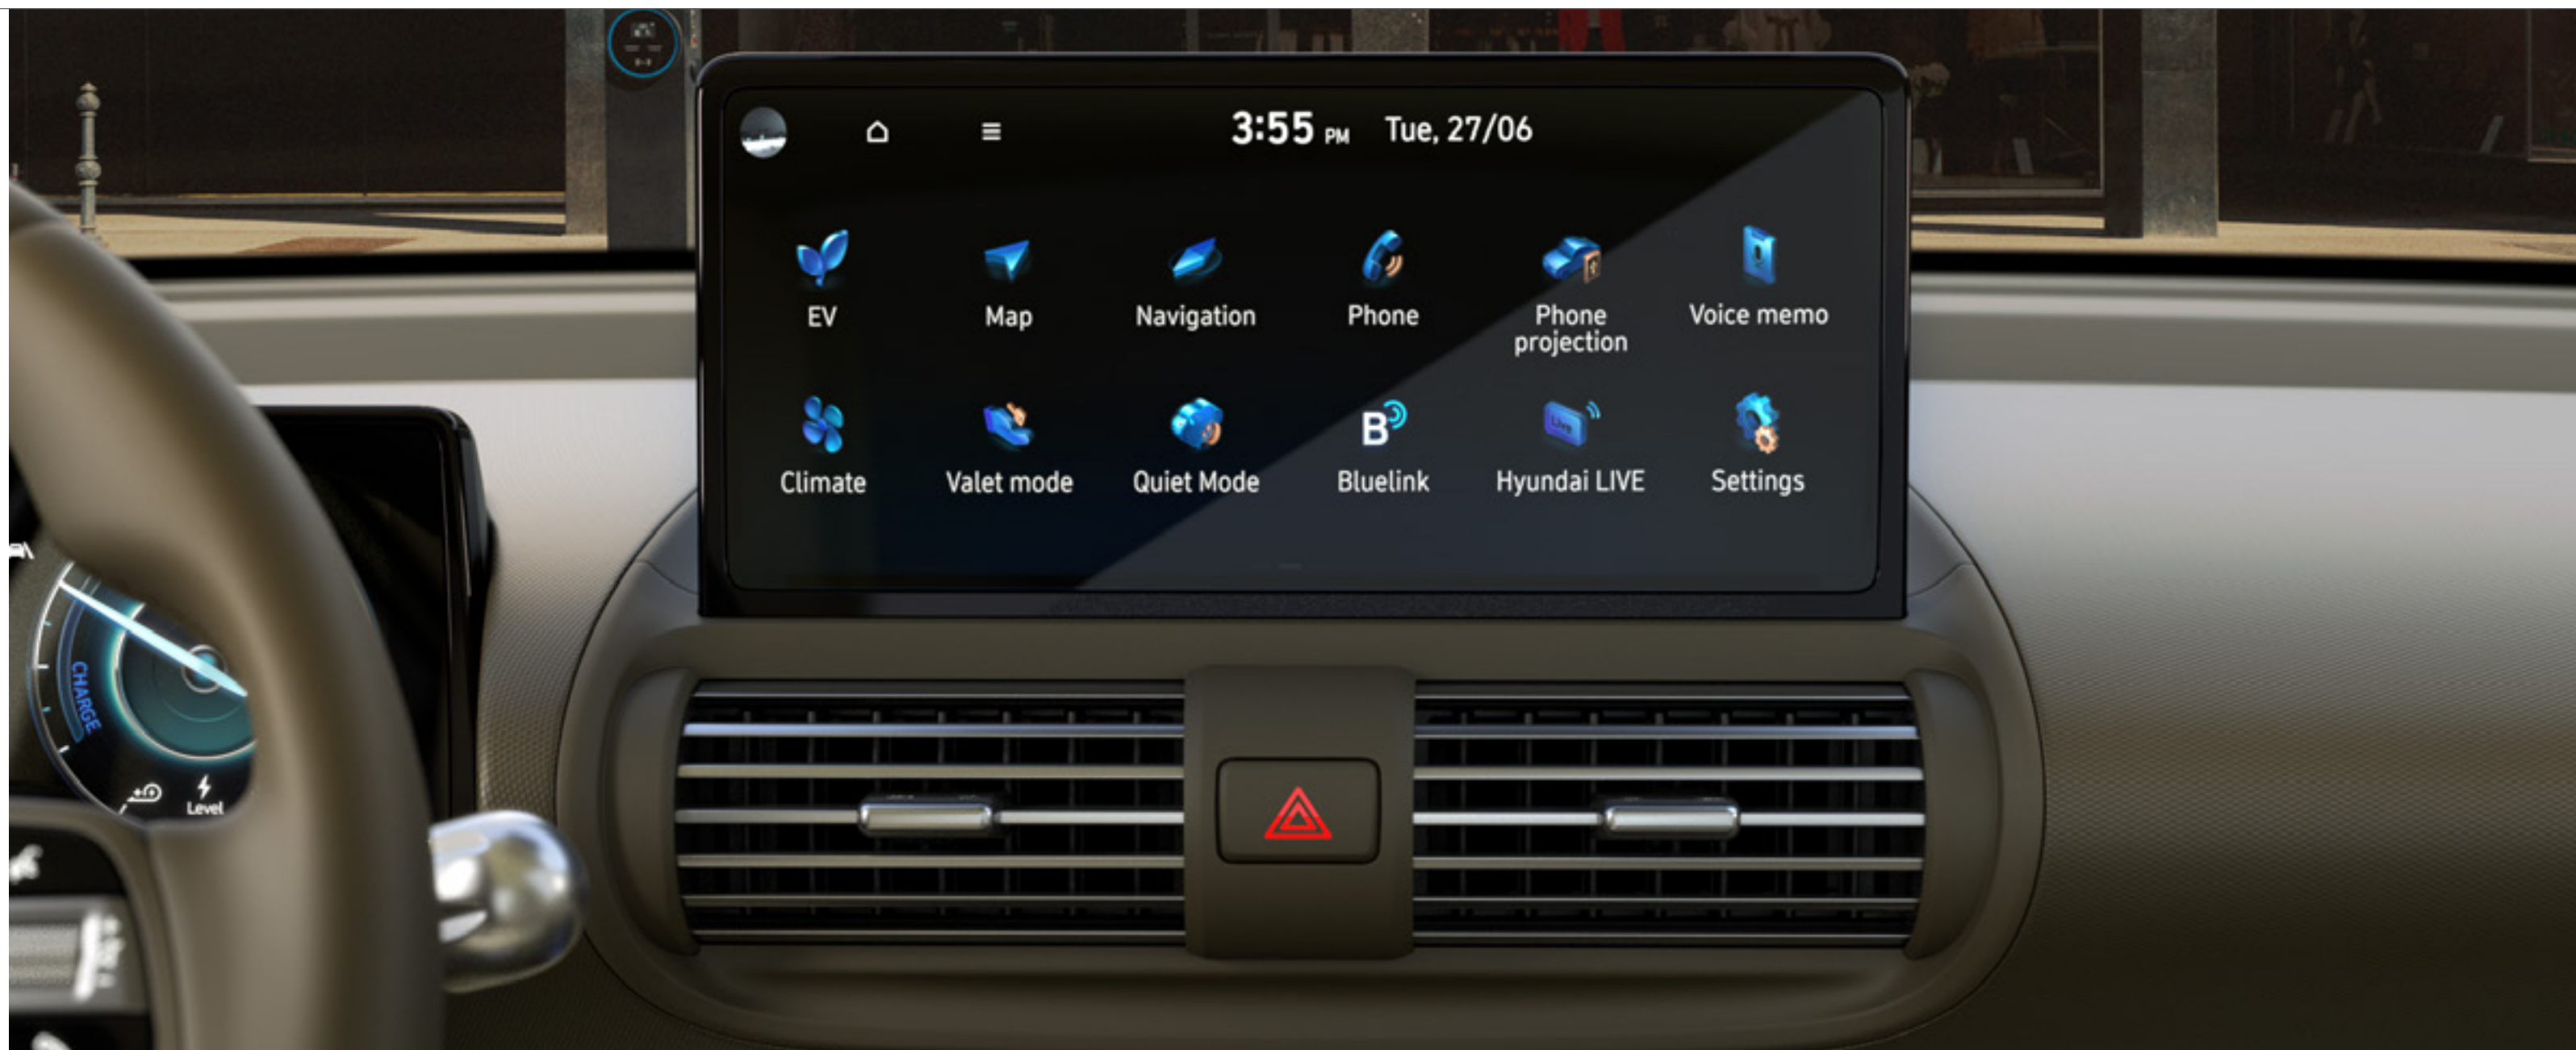 3:55 PM Tue, 27/06
EV
Map
Navigation
Phone
Phone
projection
Voice memo
Climate
Valet mode
Quiet Mode
B
Bluelink
Live
Hyundai LIVE
Settings
CHARGE
Level